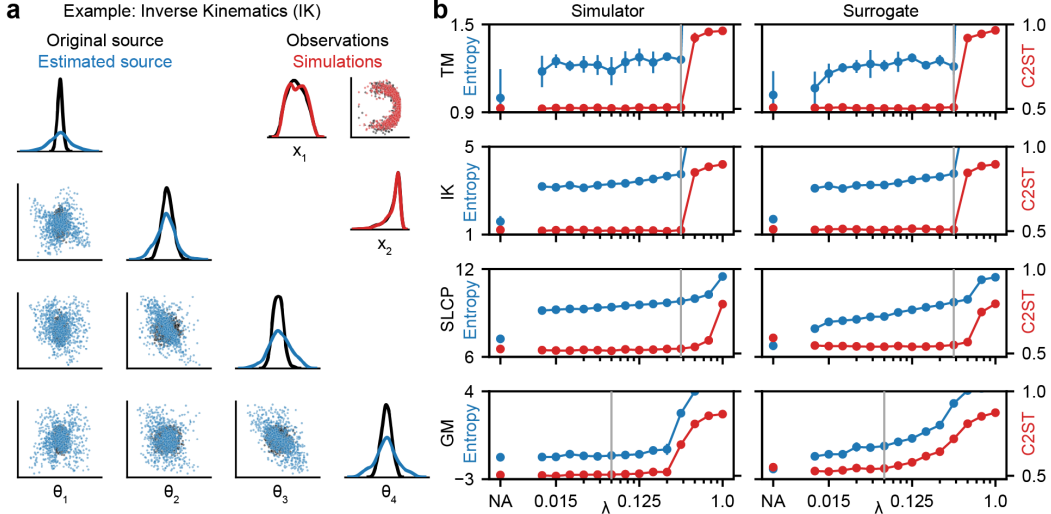 a
Example: Inverse Kinematics (IK)
Original source
Estimated source
Observations
Simulations
x1
x2
θ1
θ2
θ3
θ4
b
Simulator
Surrogate
TM
Entropy
1.5
0.9
1.0
0.5
C2ST
IK
Entropy
5
1
1.0
0.5
C2ST
SLCP
Entropy
12
6
1.0
0.5
C2ST
GM
Entropy
4
−3
1.0
0.5
C2ST
NA
0.015
0.125
1.0
λ
NA
0.015
0.125
1.0
λ